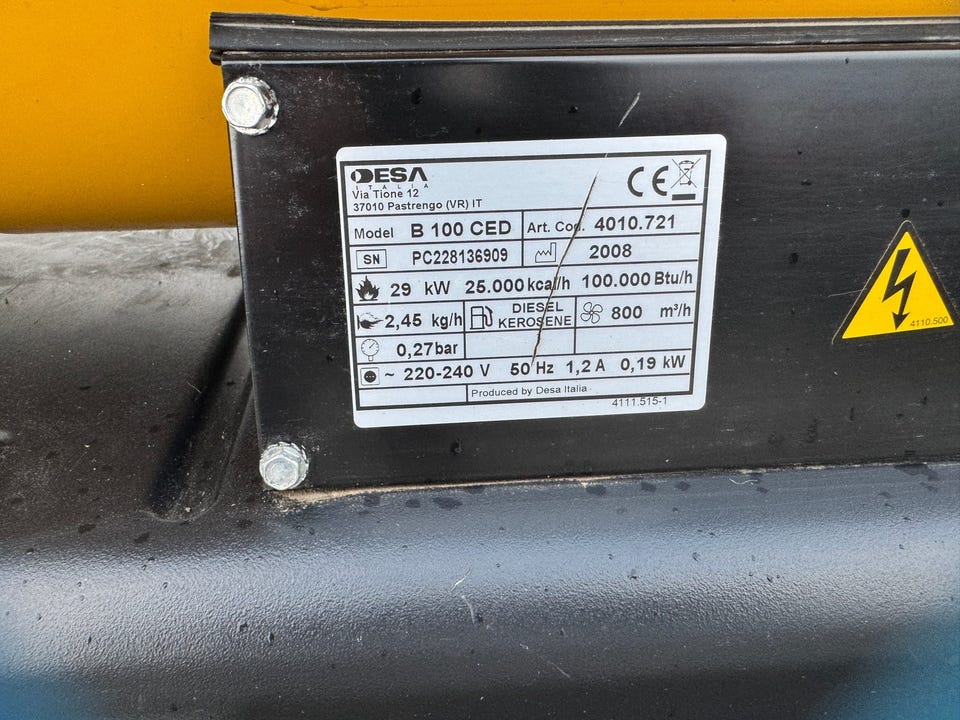 DESA
ITALIA
Via Tione 12
37010 Pastrengo (VR) IT
CE
Model B 100 CED Art. Cod. 4010.721
SN PC228136909 2008
29 kW 25.000 kcal/h 100.000 Btu/h
2,45 kg/h DIESEL KEROSENE 800 m³/h
0,27bar
~ 220-240 V 50 Hz 1,2 A 0,19 kW
Produced by Desa Italia
4111.515-1
4110.500